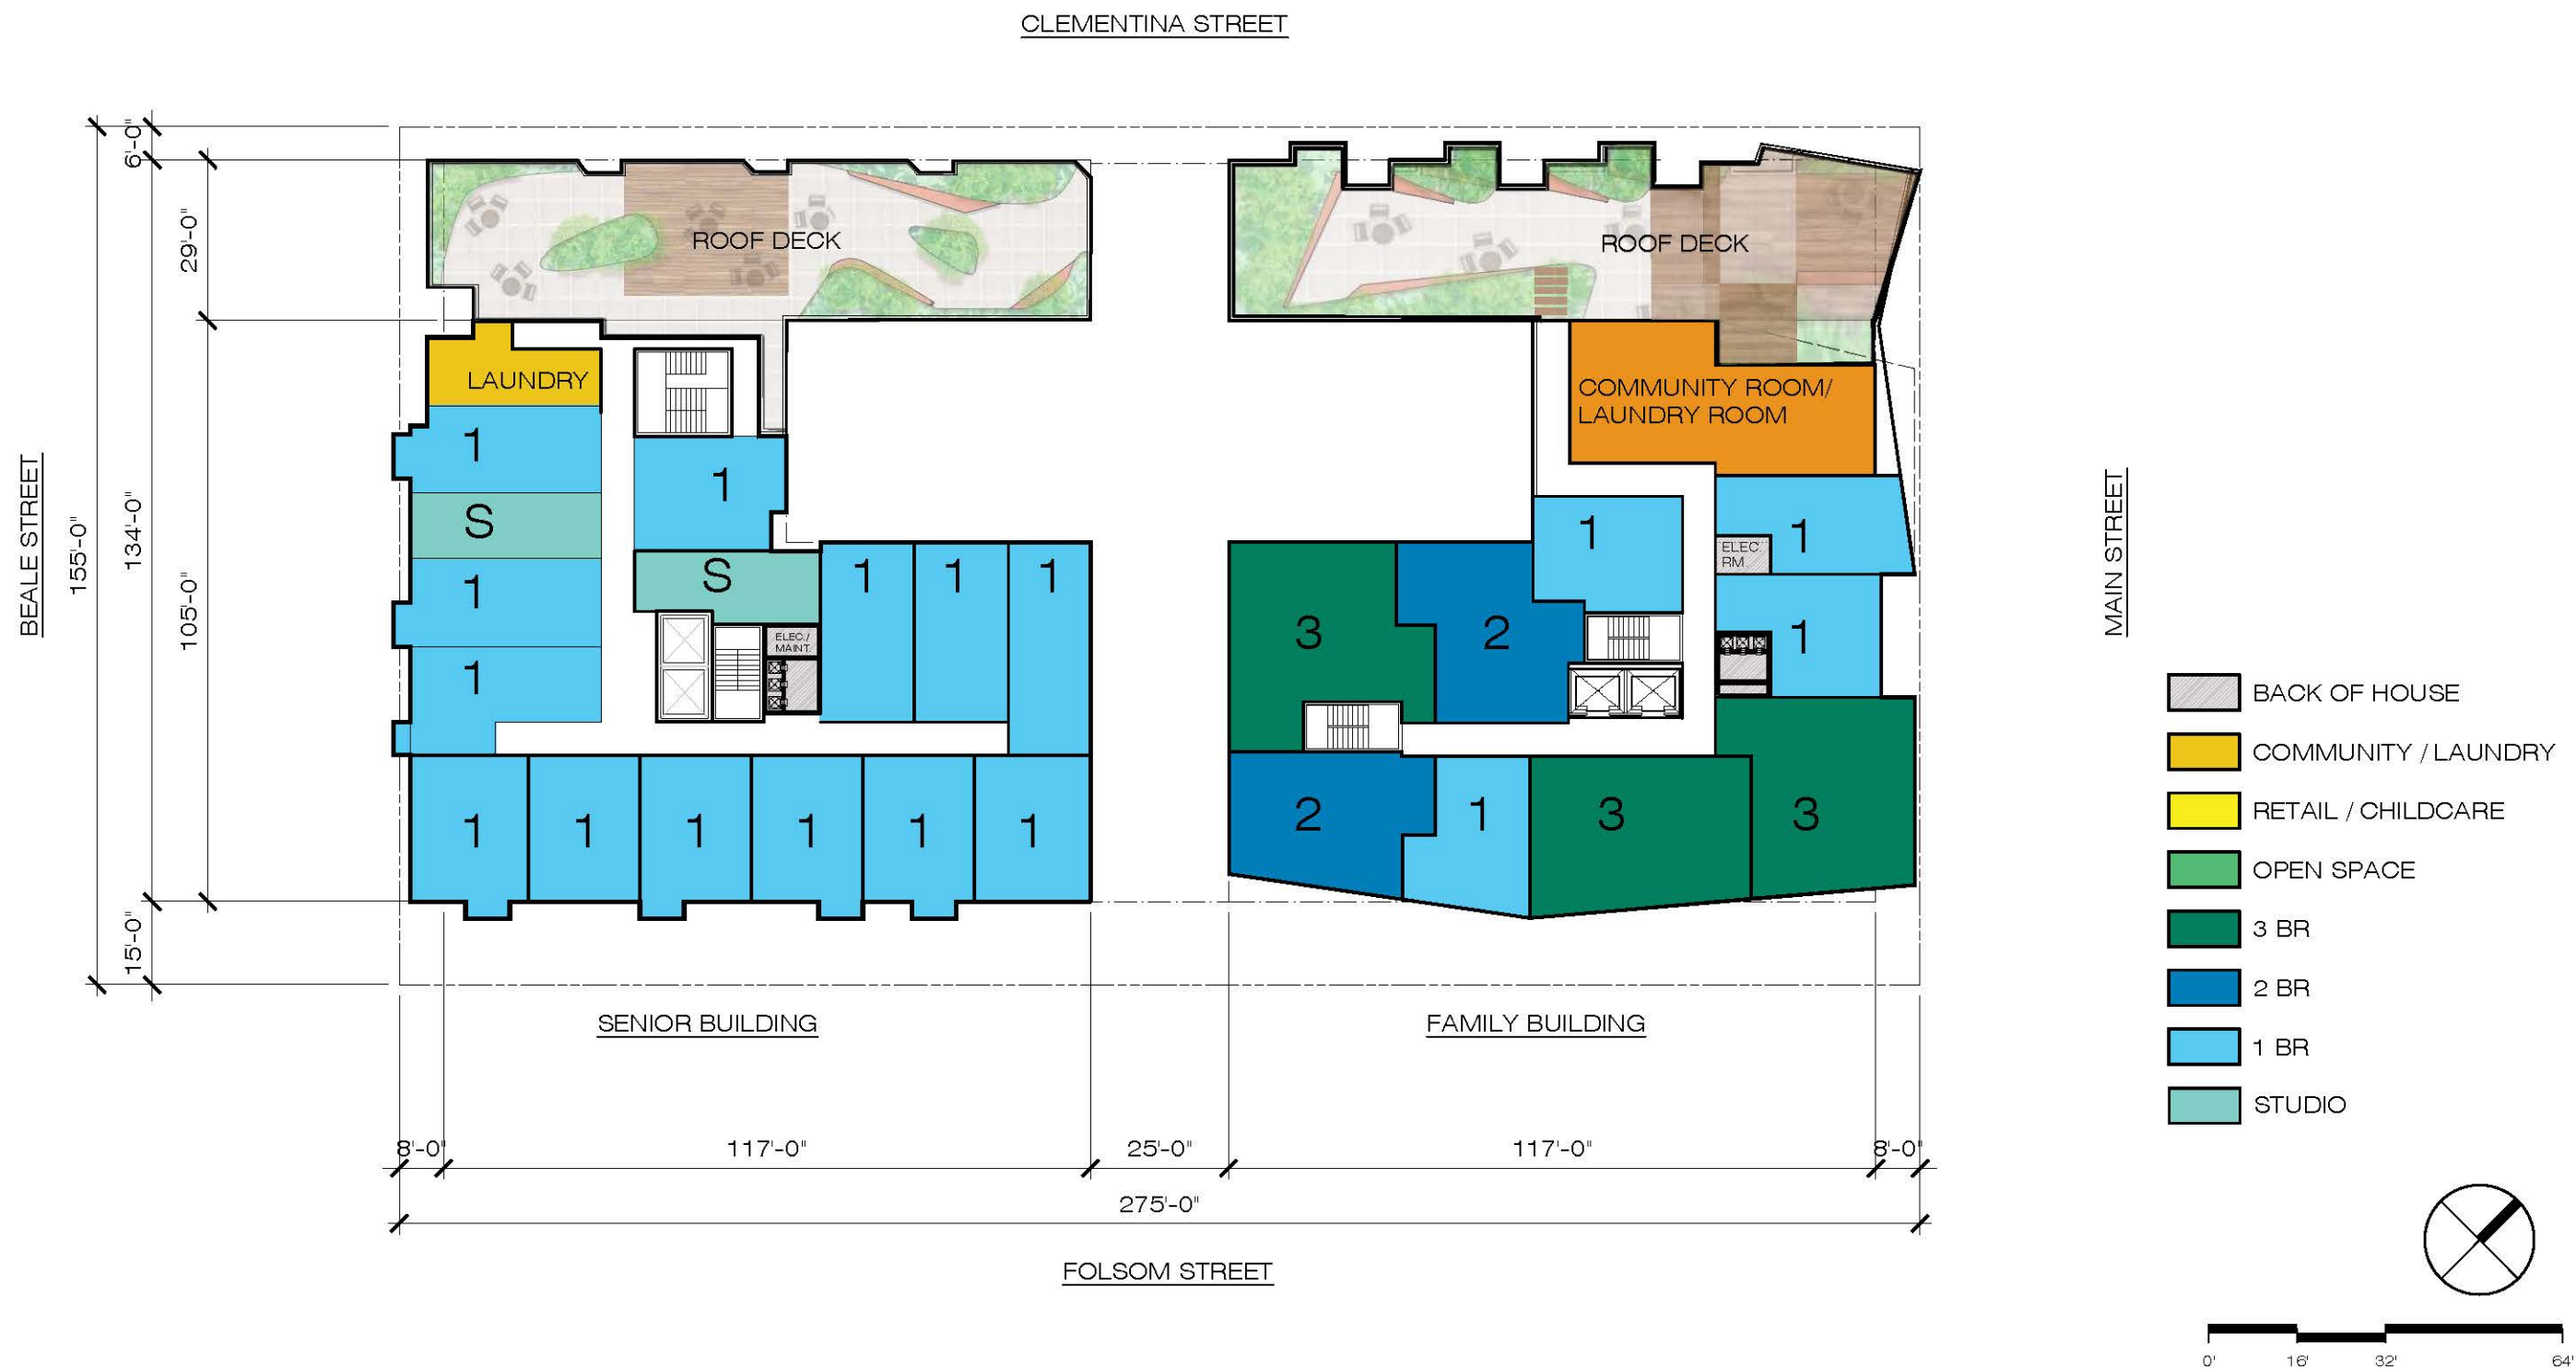 CLEMENTINA STREET
6'-0"
29'-0"
155'-0"
134'-0"
105'-0"
15'-0"
BEALE STREET
MAIN STREET
ROOF DECK
ROOF DECK
LAUNDRY
COMMUNITY ROOM/
LAUNDRY ROOM
1
1
S
1
1
ELEC.
RM.
1
S
1
1
1
ELEC./
MAINT.
3
2
1
1
1
1
1
1
1
1
1
2
1
3
3
BACK OF HOUSE
COMMUNITY / LAUNDRY
RETAIL / CHILDCARE
OPEN SPACE
3 BR
2 BR
1 BR
STUDIO
SENIOR BUILDING
FAMILY BUILDING
8'-0"
117'-0"
25'-0"
117'-0"
8'-0"
275'-0"
FOLSOM STREET
0'
16'
32'
64'